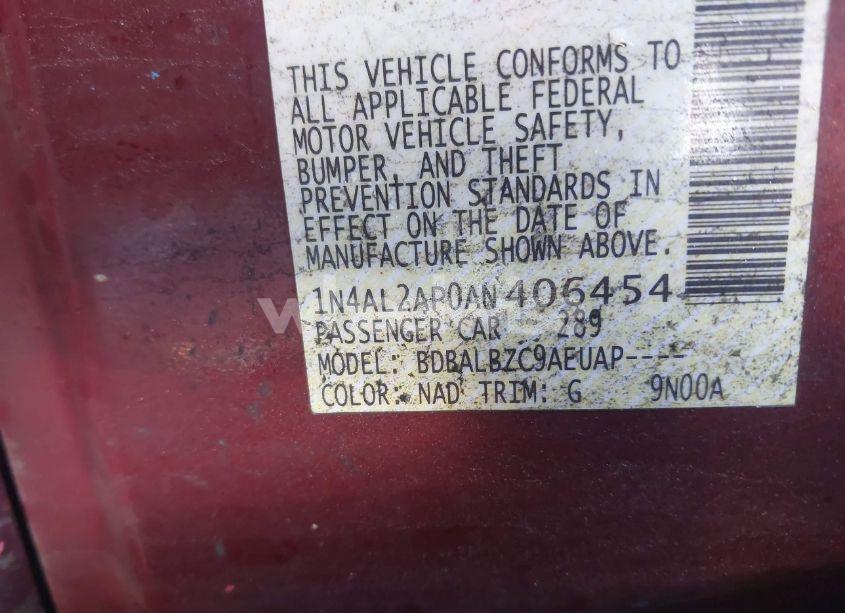 THIS VEHICLE CONFORMS TO
ALL APPLICABLE FEDERAL
MOTOR VEHICLE SAFETY,
BUMPER, AND THEFT
PREVENTION STANDARDS IN
EFFECT ON THE DATE OF
MANUFACTURE SHOWN ABOVE.
1N4AL2AP0AN406454
PASSENGER CAR 289
MODEL: BDBALBZC9AEUAP----
COLOR: NAD TRIM: G 9N00A